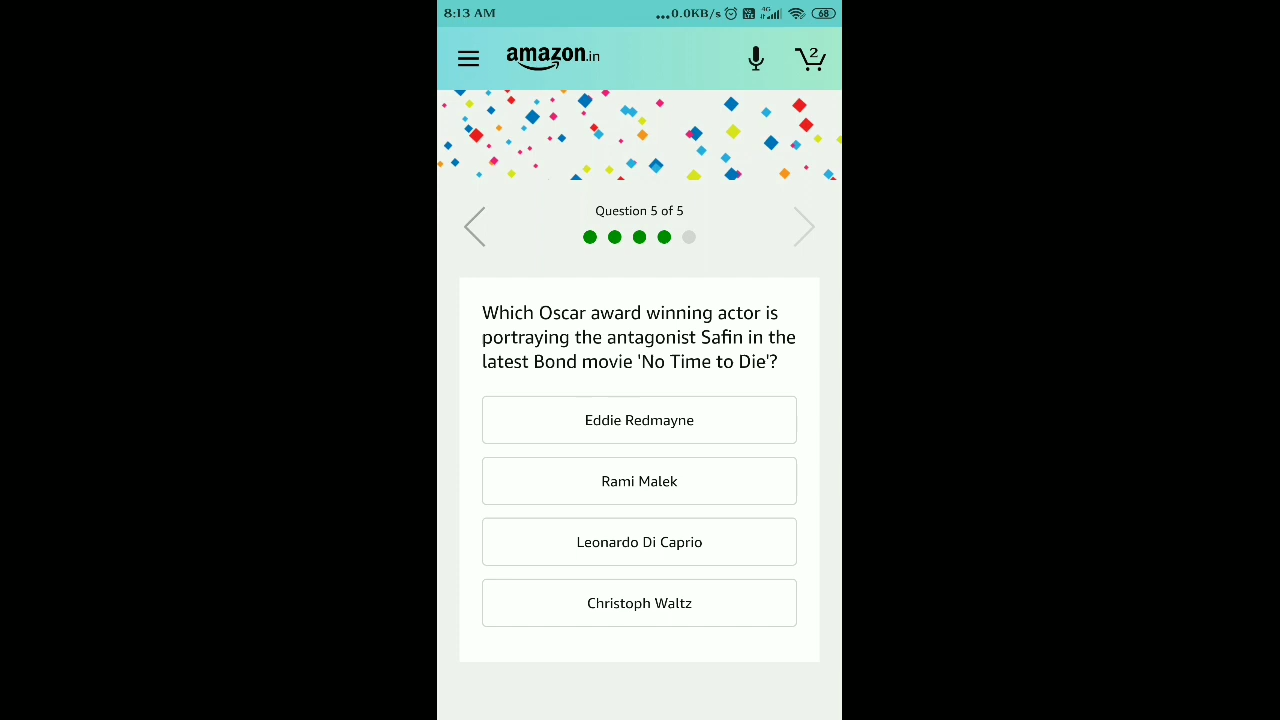 8:13 AM
...0.0KB/s
4G
68
amazon.in
2
Question 5 of 5
Which Oscar award winning actor is
portraying the antagonist Safin in the
latest Bond movie 'No Time to Die'?
Eddie Redmayne
Rami Malek
Leonardo Di Caprio
Christoph Waltz